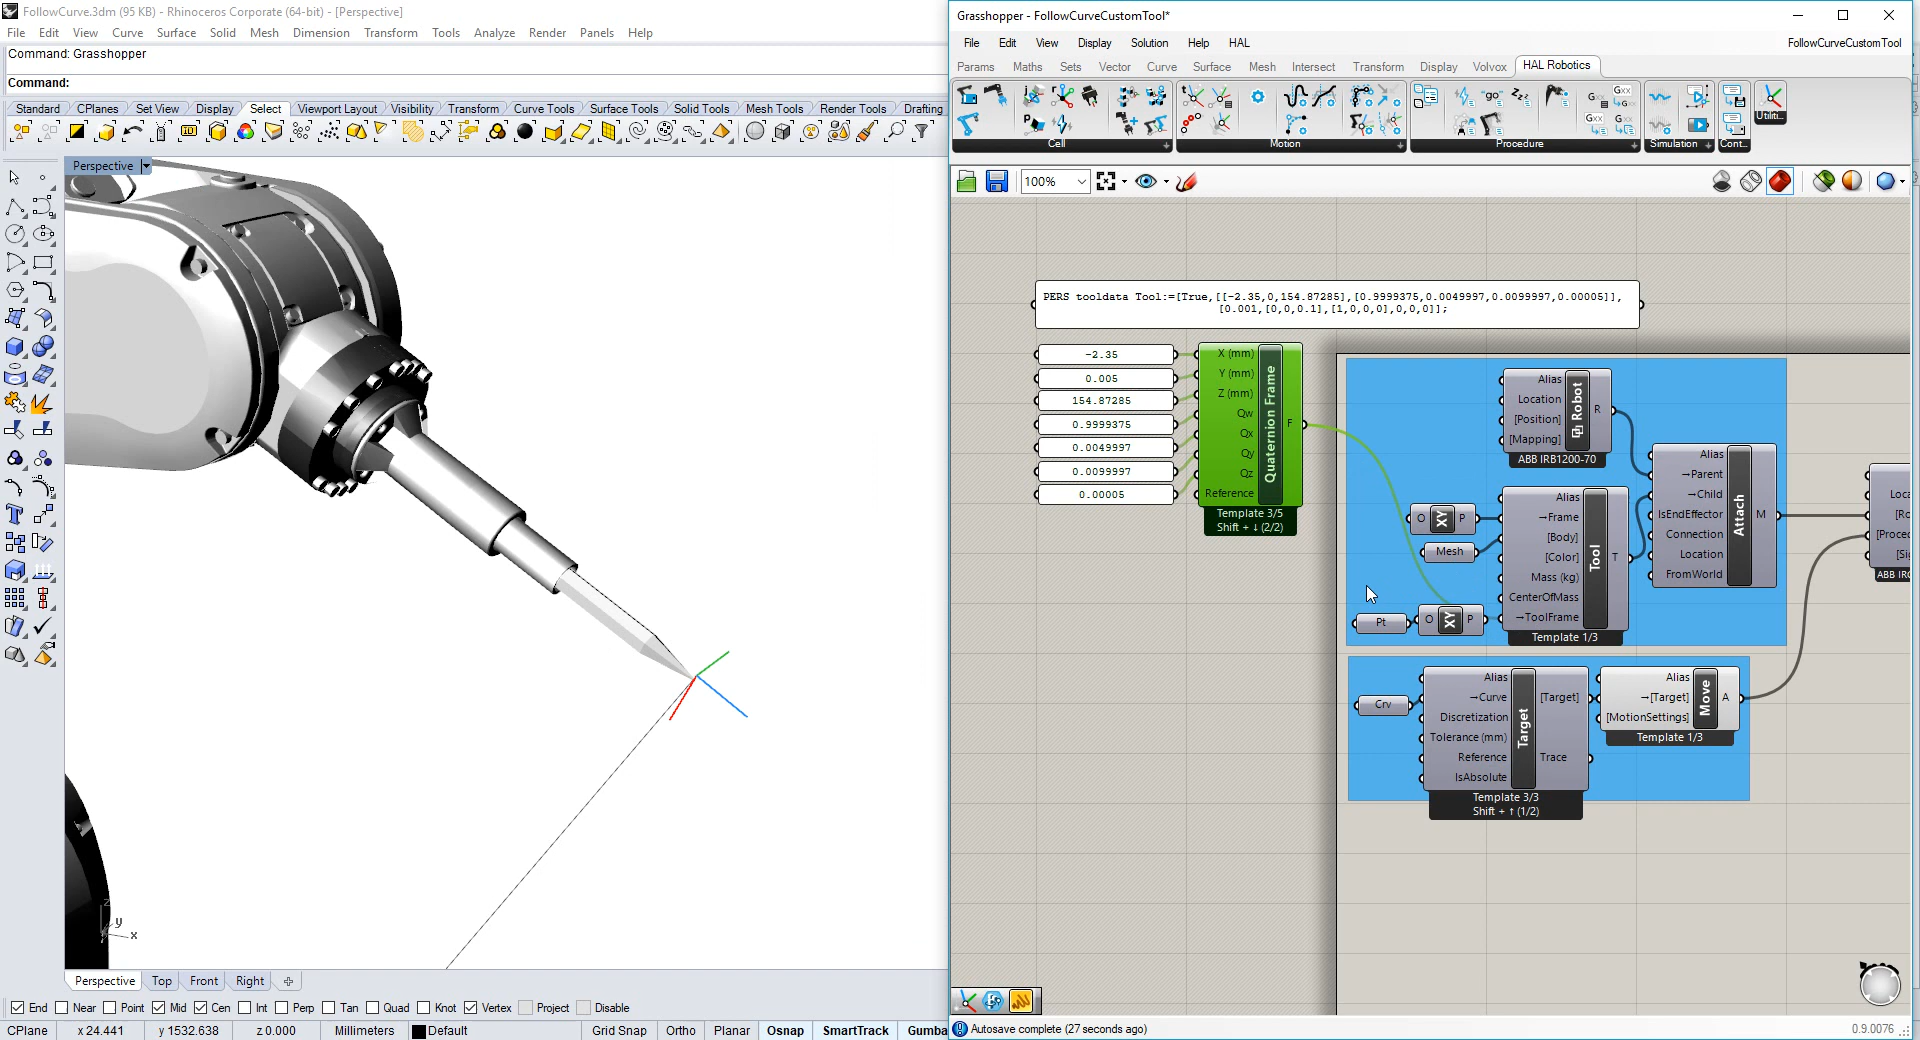 FollowCurve.3dm (95 KB) - Rhinoceros Corporate (64-bit) - [Perspective]
File Edit View Curve Surface Solid Mesh Dimension Transform Tools Analyze Render Panels Help
Command: Grasshopper
Command:
Standard CPlanes Set View Display Select Viewport Layout Visibility Transform Curve Tools Surface Tools Solid Tools Mesh Tools Render Tools Drafting
Perspective
z
y
x
Perspective Top Front Right
End Near Point Mid Cen Int Perp Tan Quad Knot Vertex Project Disable
CPlane x 24.441 y 1532.638 z 0.000 Millimeters Default Grid Snap Ortho Planar Osnap SmartTrack Gumba
Grasshopper - FollowCurveCustomTool*
File Edit View Display Solution Help HAL
FollowCurveCustomTool
Params Maths Sets Vector Curve Surface Mesh Intersect Transform Display Volvox HAL Robotics
Cell
Motion
Procedure
Simulation
Cont...
Utiliti...
100%
PERS tooldata Tool:=[True,[[-2.35,0,154.87285],[0.9999375,0.0049997,0.0099997,0.00005]],
[0.001,[0,0,0.1],[1,0,0,0],0,0,0]];
-2.35
0.005
154.87285
0.9999375
0.0049997
0.0099997
0.00005
X (mm)
Y (mm)
Z (mm)
Qw
Qx
Qy
Qz
Reference
Quaternion Frame
F
Template 3/5
Shift + ↓ (2/2)
Alias
Location
[Position]
[Mapping]
Robot
R
ABB IRB1200-70
O XY P
Mesh
Pt
O XY P
Alias
→Frame
[Body]
[Color]
Mass (kg)
CenterOfMass
→ToolFrame
Tool
T
Template 1/3
Alias
→Parent
→Child
IsEndEffector
Connection
Location
FromWorld
Attach
M
Loca
[Ro
[Proced
[Si
ABB IRC
Crv
Alias
→Curve
Discretization
Tolerance (mm)
Reference
IsAbsolute
Target
[Target]
Trace
Template 3/3
Shift + ↑ (1/2)
Alias
→[Target]
[MotionSettings]
Move
A
Template 1/3
Autosave complete (27 seconds ago)
0.9.0076